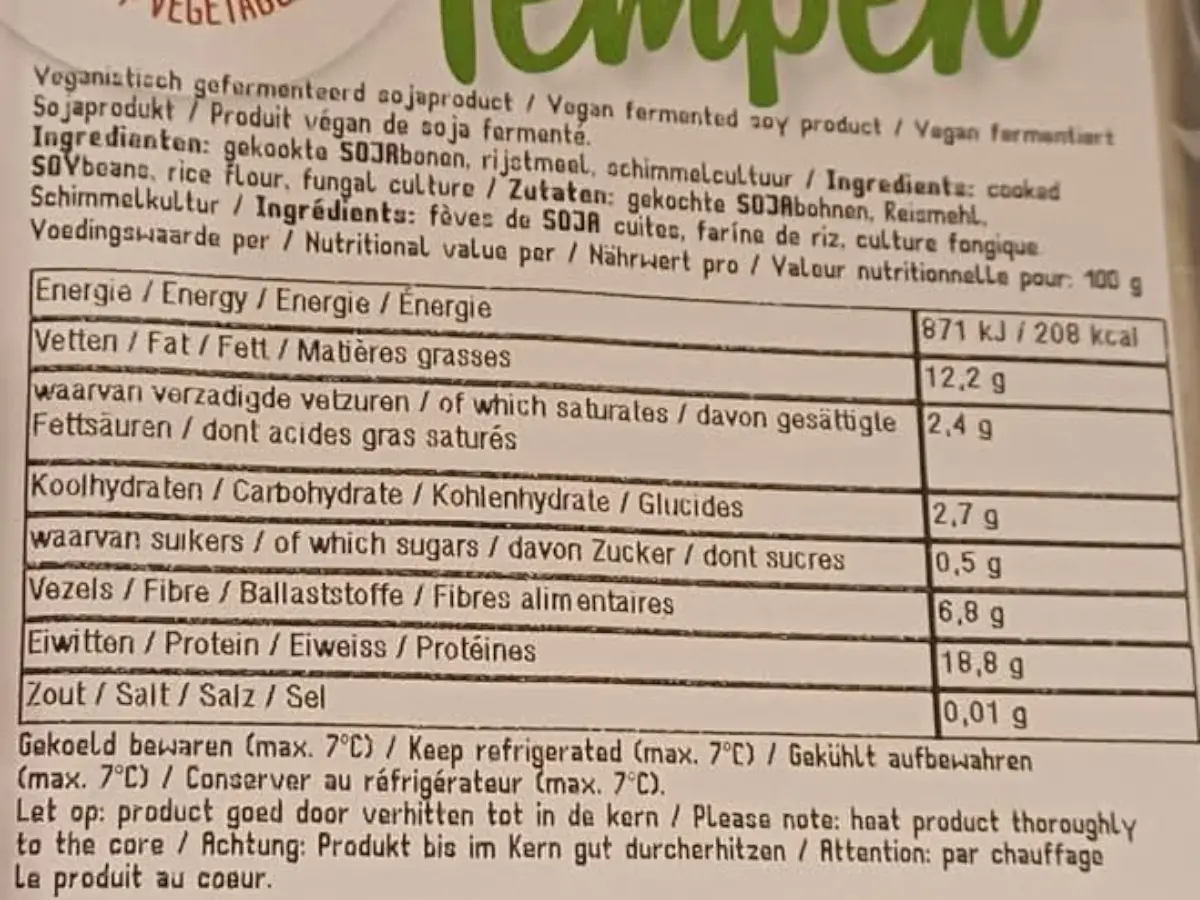 Tempeh
Veganistisch gefermenteerd sojaproduct / Vegan fermented soy product / Vegan fermentiert
Sojaprodukt / Produit végan de soja fermenté.
Ingredienten: gekookte SOJAbonen, rijstmeel, schimmelcultuur / Ingredients: cooked
SOYbeans, rice flour, fungal culture / Zutaten: gekochte SOJAbohnen, Reismehl,
Schimmelkultur / Ingrédients: fèves de SOJA cuites, farine de riz, culture fongique
Voedingswaarde per / Nutritional value per / Nährwert pro / Valeur nutritionnelle pour: 100 g
Energie / Energy / Energie / Énergie 871 kJ / 208 kcal
Vetten / Fat / Fett / Matières grasses 12,2 g
waarvan verzadigde vetzuren / of which saturates / davon gesättigte 2,4 g
Fettsäuren / dont acides gras saturés
Koolhydraten / Carbohydrate / Kohlenhydrate / Glucides 2,7 g
waarvan suikers / of which sugars / davon Zucker / dont sucres 0,5 g
Vezels / Fibre / Ballaststoffe / Fibres alimentaires 6,8 g
Eiwitten / Protein / Eiweiss / Protéines 18,8 g
Zout / Salt / Salz / Sel 0,01 g
Gekoeld bewaren (max. 7°C) / Keep refrigerated (max. 7°C) / Gekühlt aufbewahren
(max. 7°C) / Conserver au réfrigérateur (max. 7°C).
Let op: product goed door verhitten tot in de kern / Please note: heat product thoroughly
to the core / Achtung: Produkt bis im Kern gut durcherhitzen / Attention: par chauffage
Le produit au coeur.